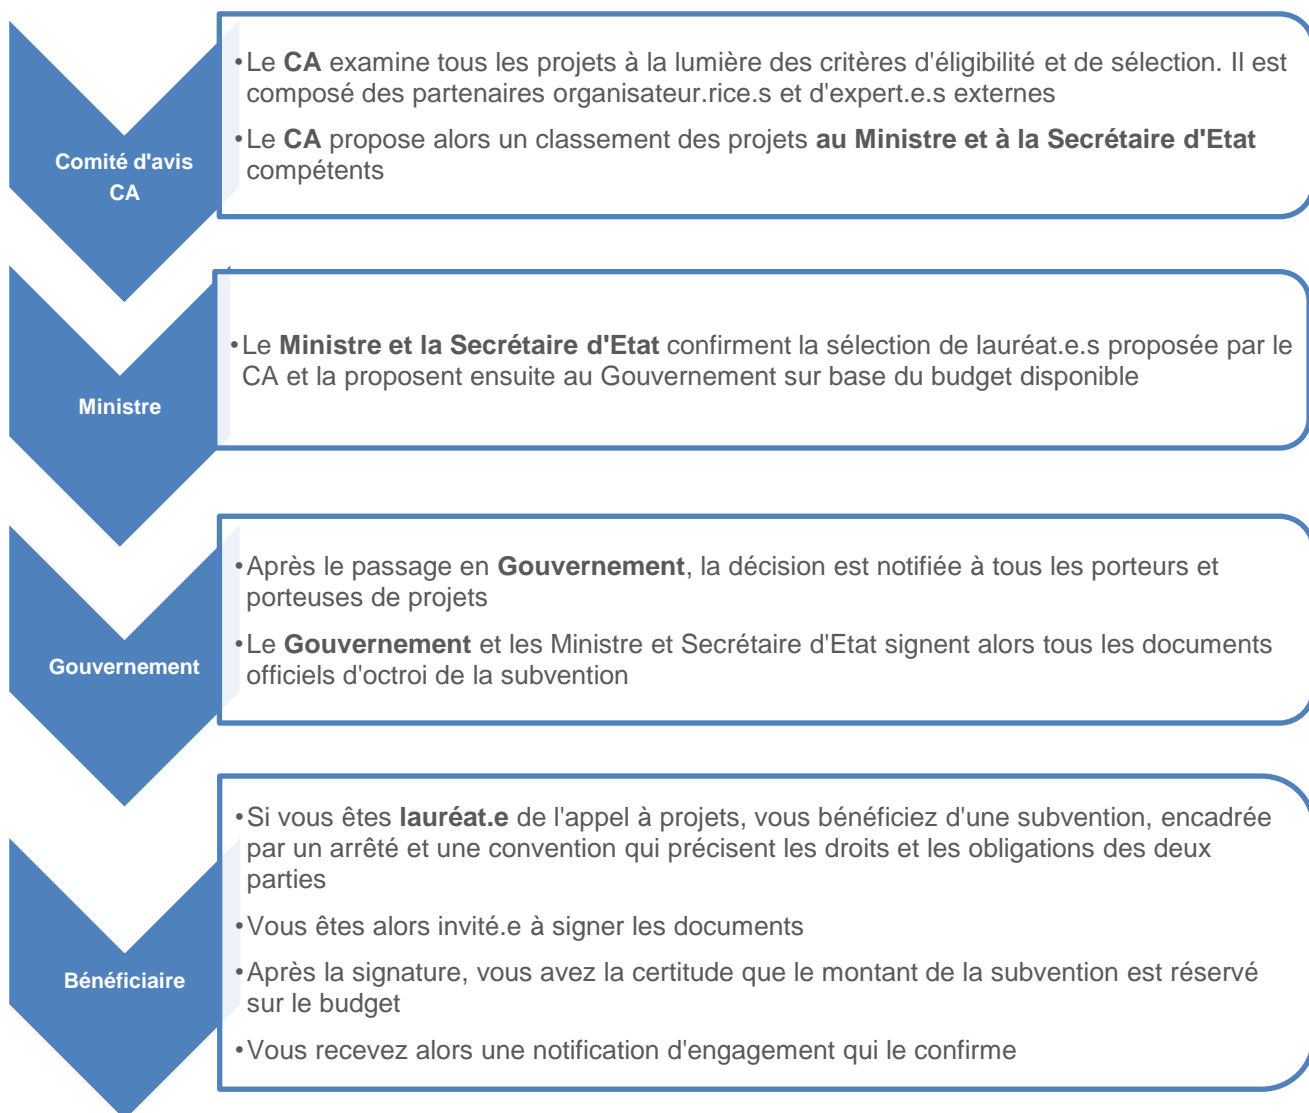 Comité d'avis
CA
•Le CA examine tous les projets à la lumière des critères d'éligibilité et de sélection. Il est
composé des partenaires organisateur.rice.s et d'expert.e.s externes
•Le CA propose alors un classement des projets au Ministre et à la Secrétaire d'Etat
compétents
Ministre
•Le Ministre et la Secrétaire d'Etat confirment la sélection de lauréat.e.s proposée par le
CA et la proposent ensuite au Gouvernement sur base du budget disponible
Gouvernement
•Après le passage en Gouvernement, la décision est notifiée à tous les porteurs et
porteuses de projets
•Le Gouvernement et les Ministre et Secrétaire d'Etat signent alors tous les documents
officiels d'octroi de la subvention
Bénéficiaire
•Si vous êtes lauréat.e de l'appel à projets, vous bénéficiez d'une subvention, encadrée
par un arrêté et une convention qui précisent les droits et les obligations des deux
parties
•Vous êtes alors invité.e à signer les documents
•Après la signature, vous avez la certitude que le montant de la subvention est réservé
sur le budget
•Vous recevez alors une notification d'engagement qui le confirme